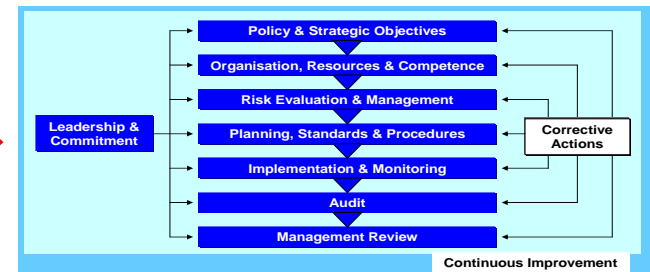 Policy & Strategic Objectives
Organisation, Resources & Competence
Risk Evaluation & Management
Leadership &
Commitment
Planning, Standards & Procedures
Corrective
Actions
Implementation & Monitoring
Audit
Management Review
Continuous Improvement